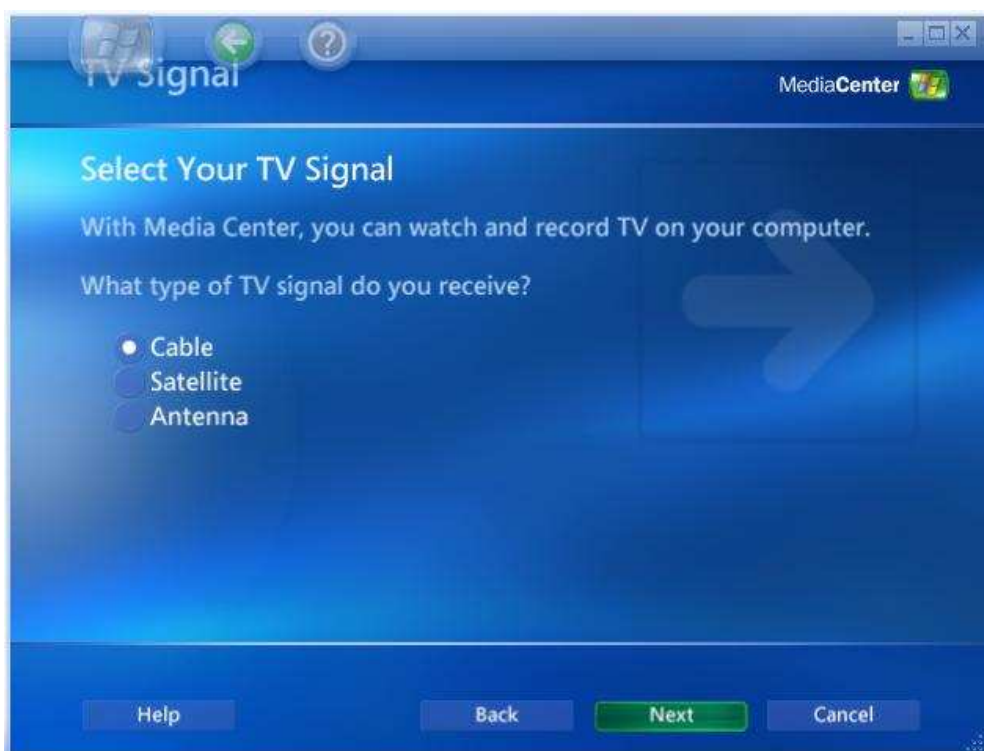 TV Signal
MediaCenter
Select Your TV Signal
With Media Center, you can watch and record TV on your computer.
What type of TV signal do you receive?
Cable
Satellite
Antenna
Help Back Next Cancel